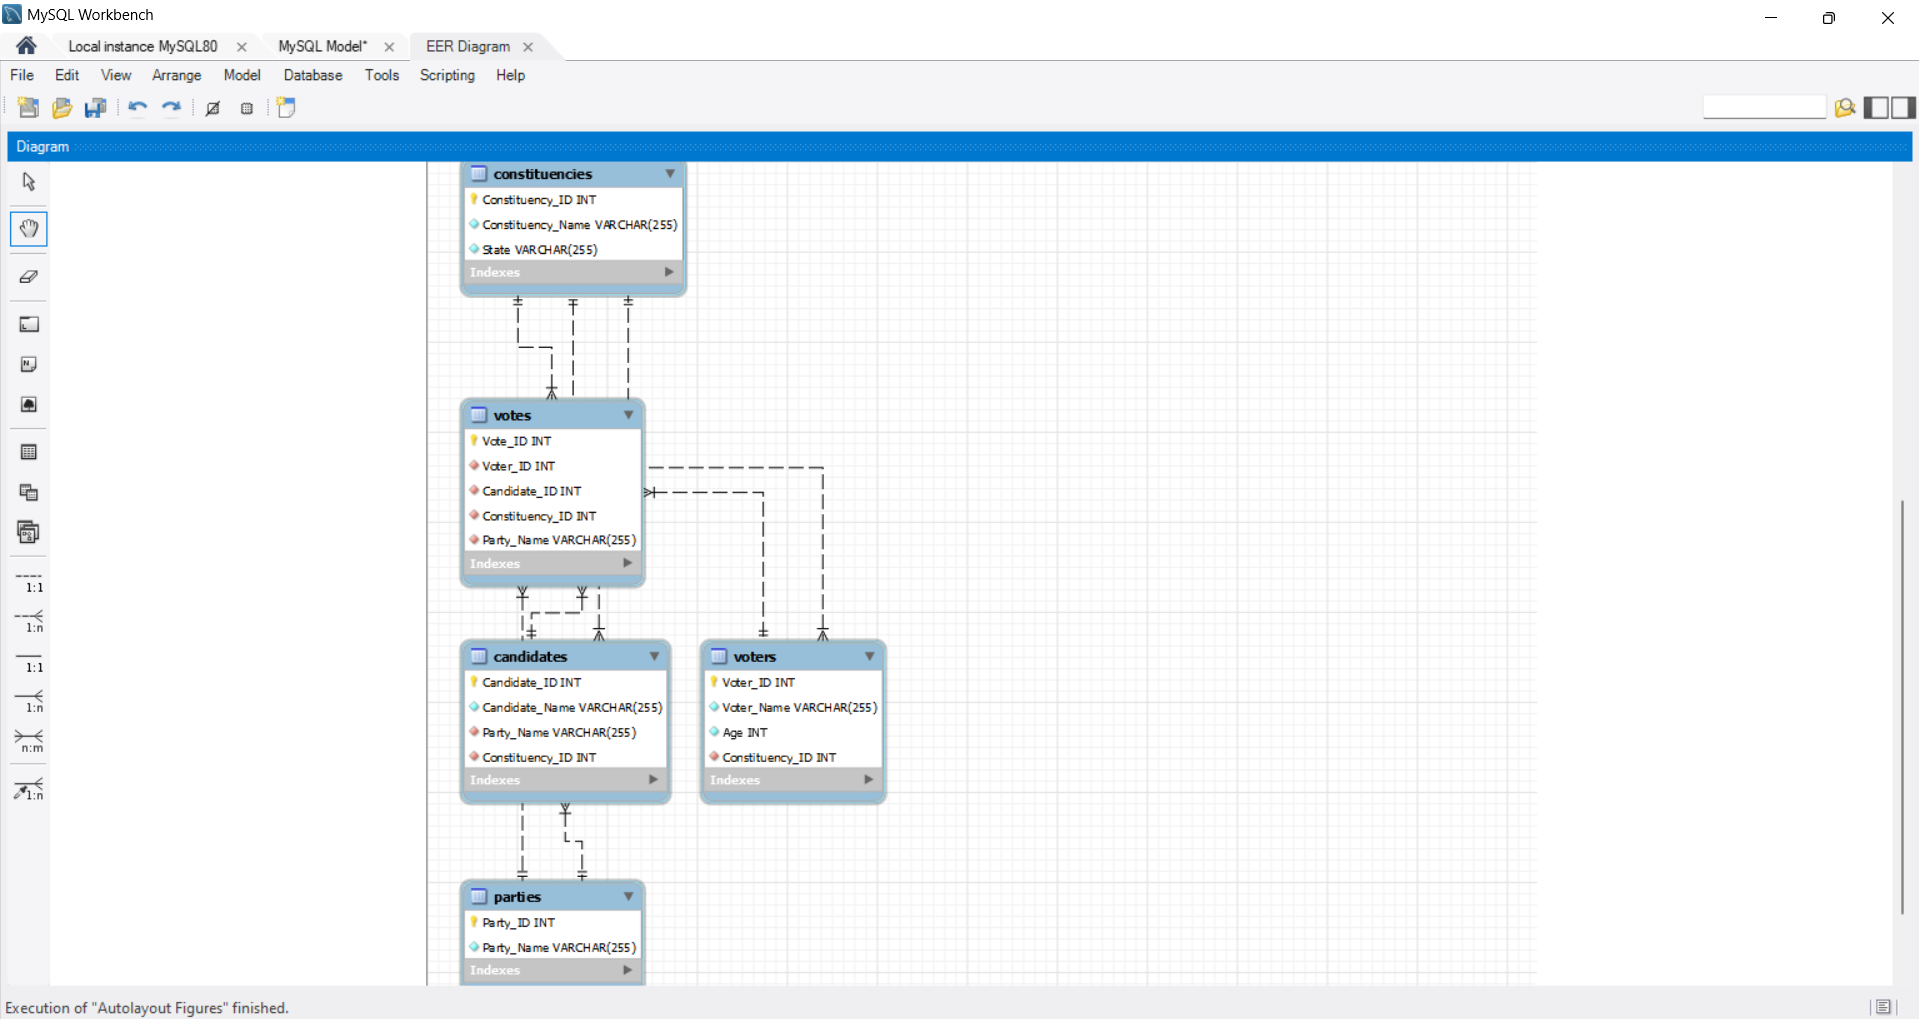 MySQL Workbench
Local instance MySQL80
MySQL Model*
EER Diagram
File Edit View Arrange Model Database Tools Scripting Help
Diagram
constituencies
Constituency_ID INT
Constituency_Name VARCHAR(255)
State VARCHAR(255)
Indexes
votes
Vote_ID INT
Voter_ID INT
Candidate_ID INT
Constituency_ID INT
Party_Name VARCHAR(255)
Indexes
candidates
Candidate_ID INT
Candidate_Name VARCHAR(255)
Party_Name VARCHAR(255)
Constituency_ID INT
Indexes
voters
Voter_ID INT
Voter_Name VARCHAR(255)
Age INT
Constituency_ID INT
Indexes
parties
Party_ID INT
Party_Name VARCHAR(255)
Indexes
1:1
1:n
1:1
1:n
n:m
1:n
Execution of "Autolayout Figures" finished.